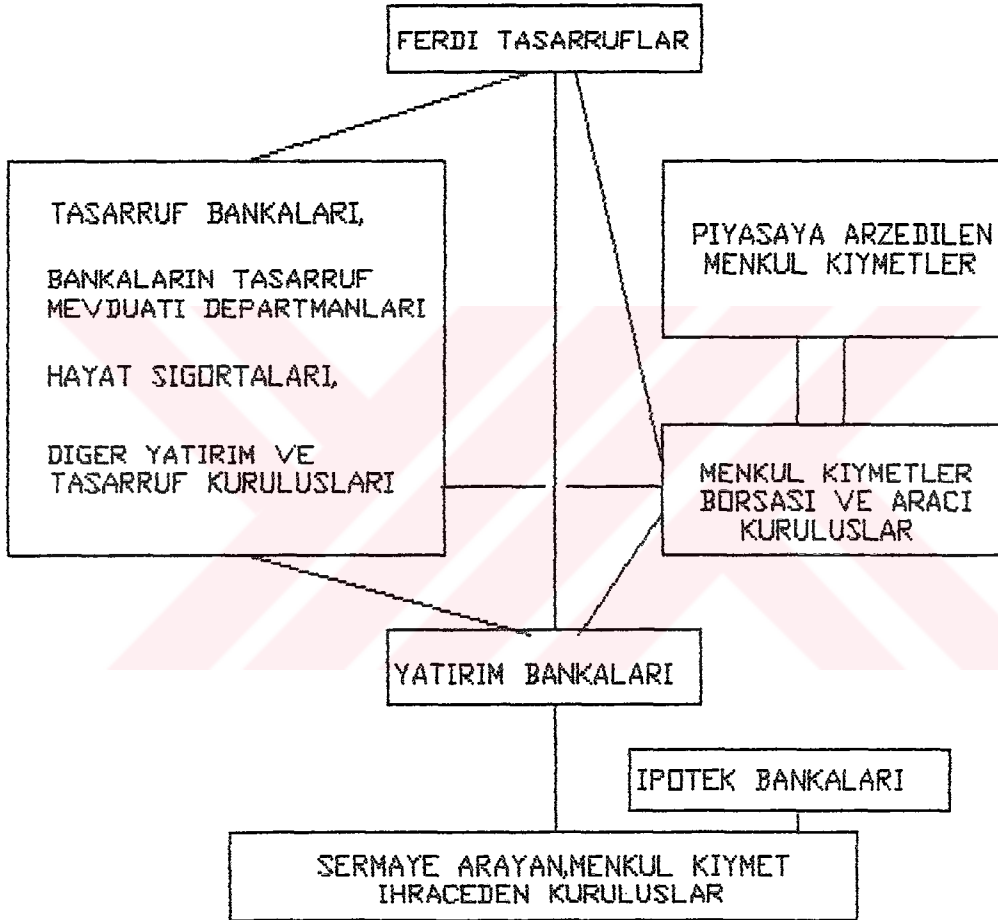 FERDI TASARRUFLAR
TASARRUF BANKALARI,
BANKALARIN TASARRUF
MEVDUATI DEPARTMANLARI
HAYAT SIGORTALARI,
DIGER YATIRIM VE
TASARRUF KURULUSLARI
PIYASAYA ARZEDILEN
MENKUL KIYMETLER
MENKUL KIYMETLER
BORSASI VE ARACI
KURULUSLAR
YATIRIM BANKALARI
IPOTEK BANKALARI
SERMAYE ARAYAN,MENKUL KIYMET
IHRACEDEN KURULUSLAR